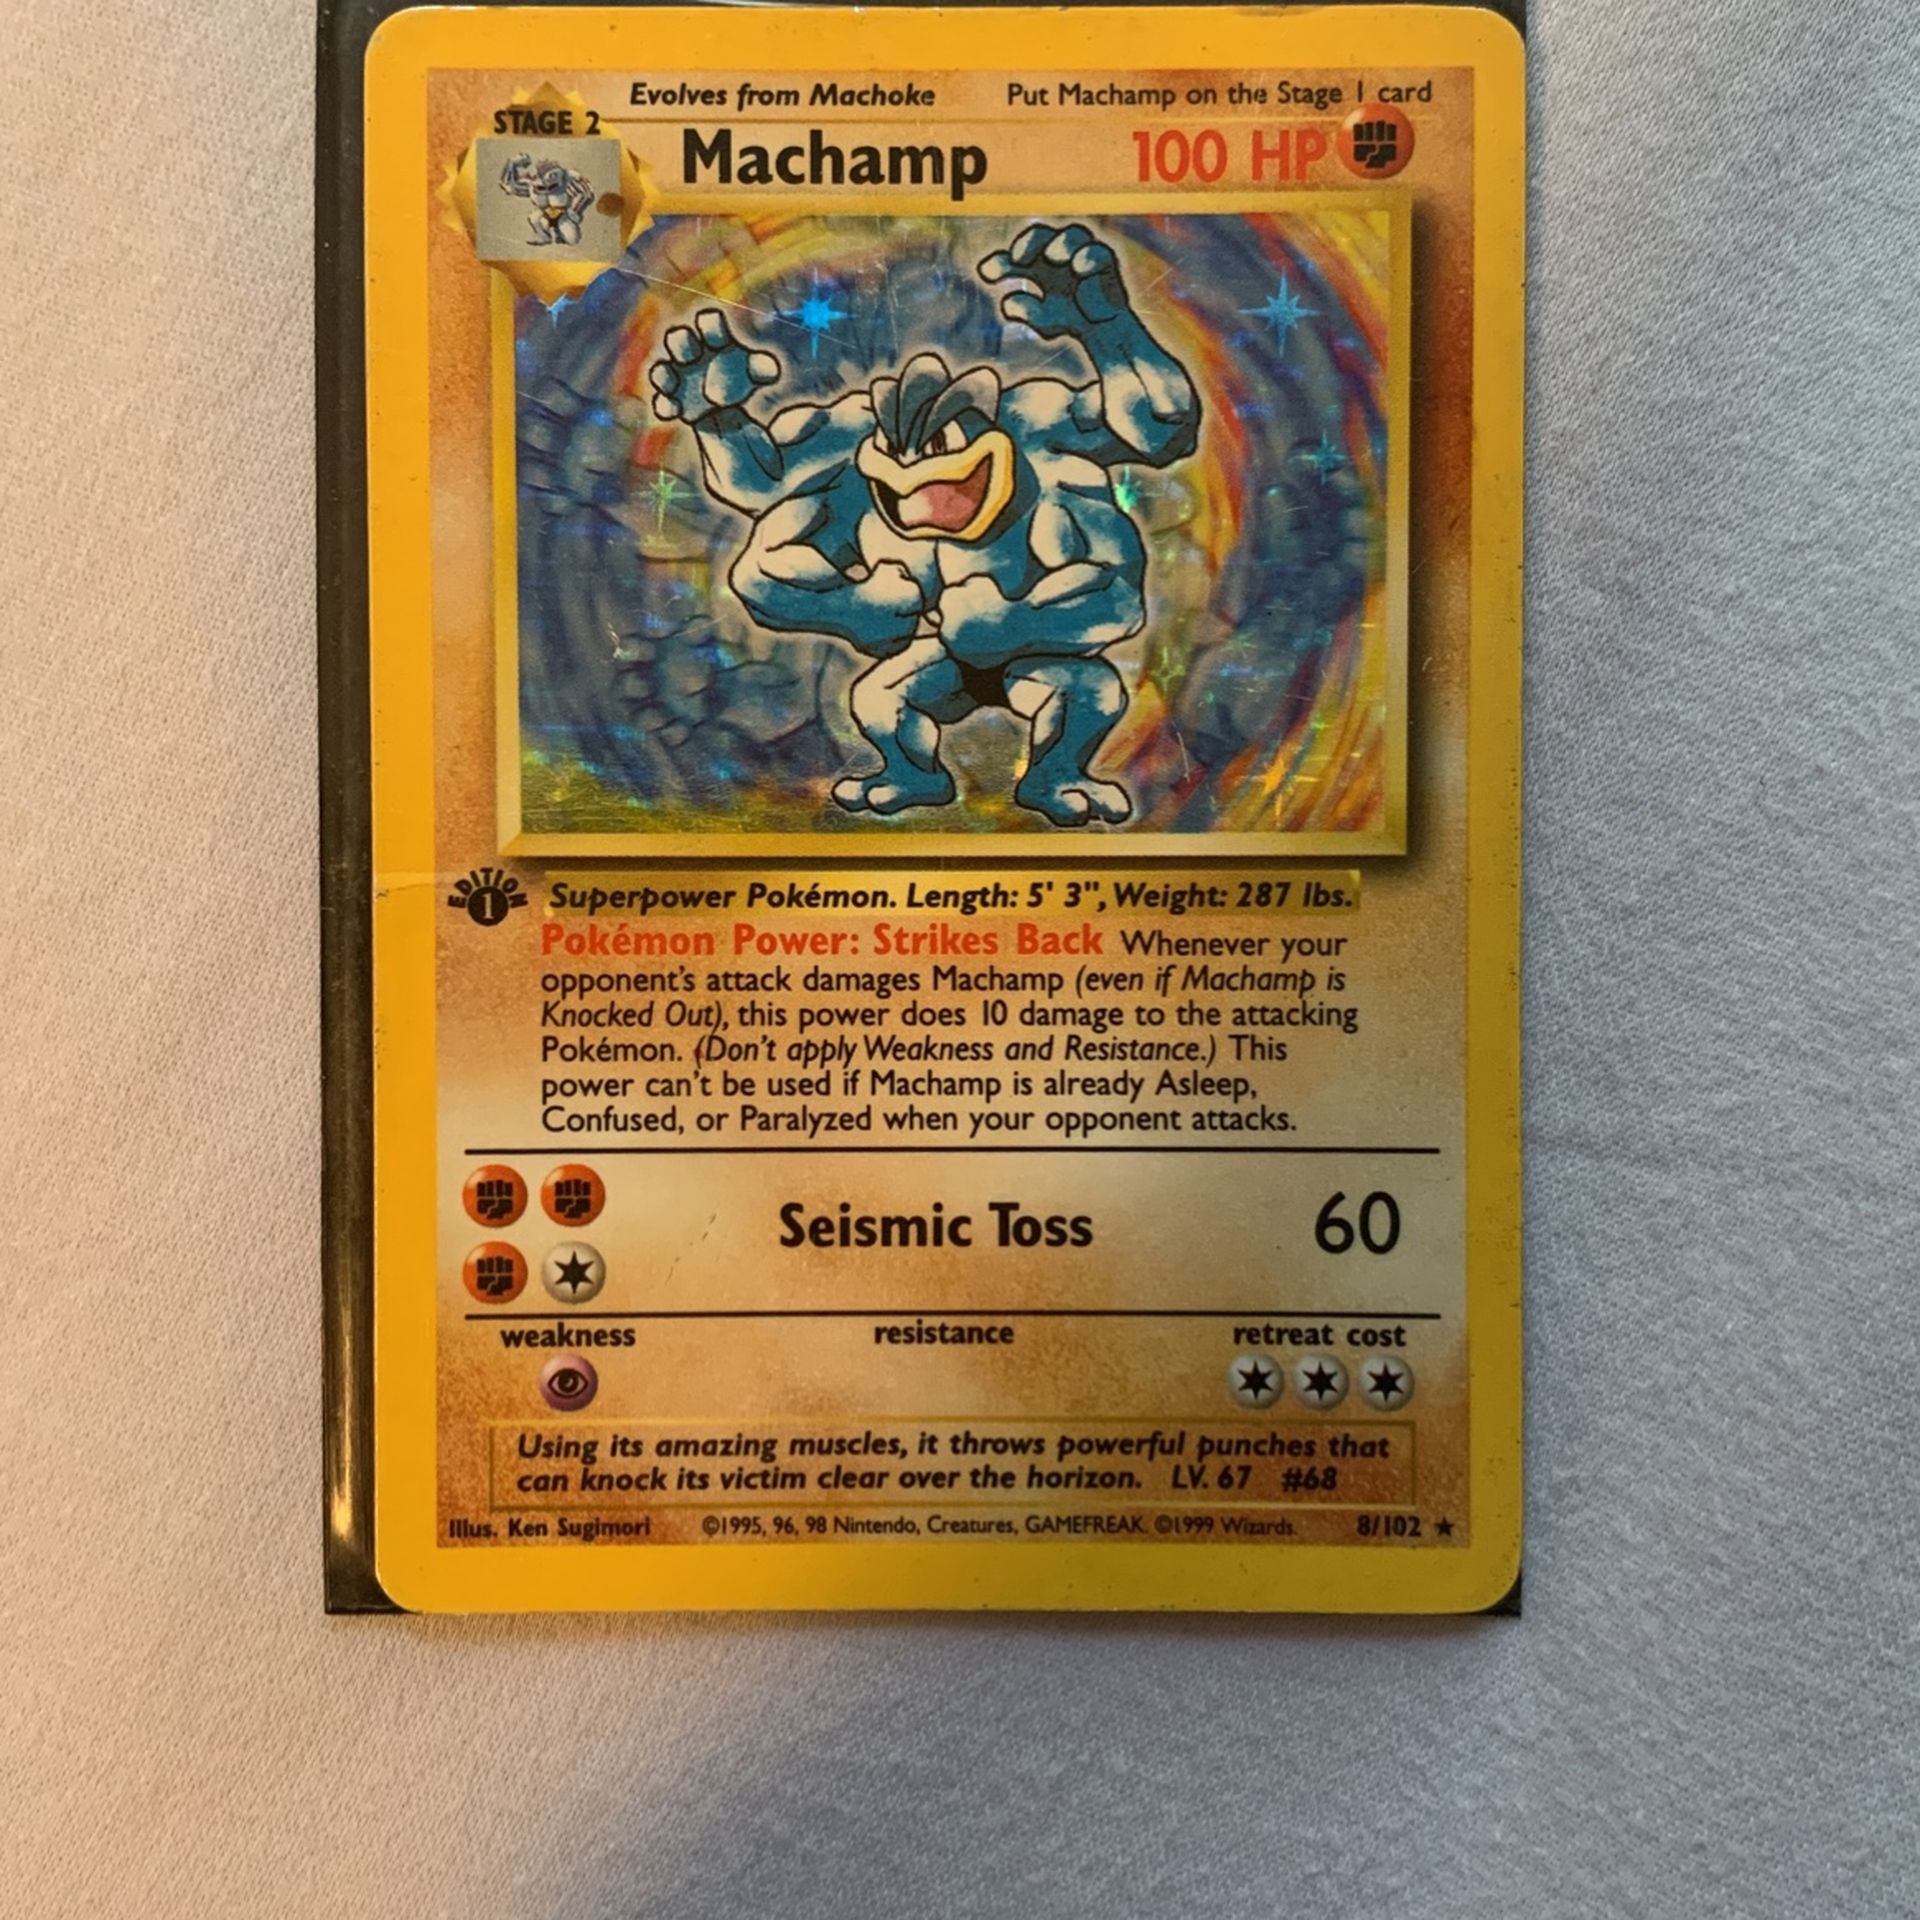 Evolves from Machoke Put Machamp on the Stage 1 card
STAGE 2
Machamp 100 HP
EDITION 1
Superpower Pokémon. Length: 5' 3", Weight: 287 lbs.
Pokémon Power: Strikes Back Whenever your
opponent's attack damages Machamp (even if Machamp is
Knocked Out), this power does 10 damage to the attacking
Pokémon. (Don't apply Weakness and Resistance.) This
power can't be used if Machamp is already Asleep,
Confused, or Paralyzed when your opponent attacks.
Seismic Toss 60
weakness resistance retreat cost
Using its amazing muscles, it throws powerful punches that
can knock its victim clear over the horizon. LV. 67 #68
Illus. Ken Sugimori ©1995, 96, 98 Nintendo, Creatures, GAMEFREAK. ©1999 Wizards. 8/102 ★